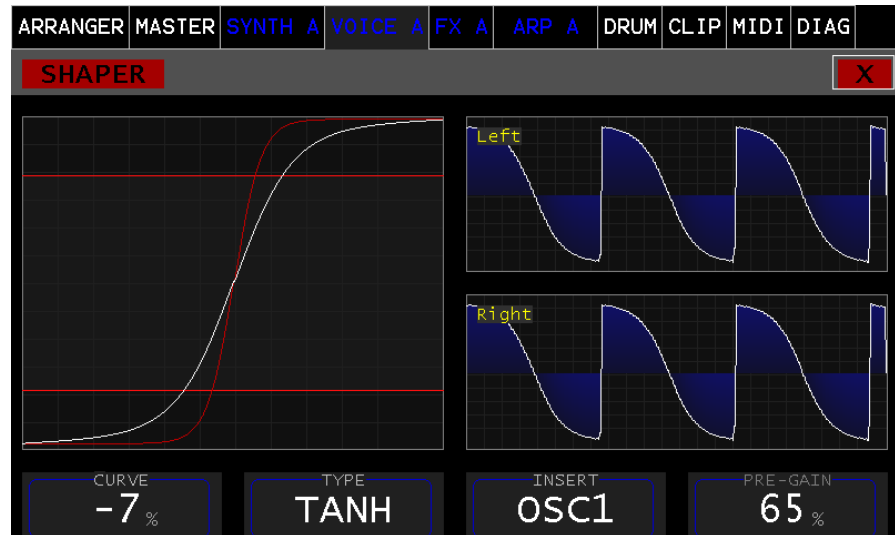 ARRANGER MASTER SYNTH A VOICE A FX A ARP A DRUM CLIP MIDI DIAG
SHAPER X
Left
Right
CURVE TYPE INSERT PRE-GAIN
-7 % TANH OSC1 65 %